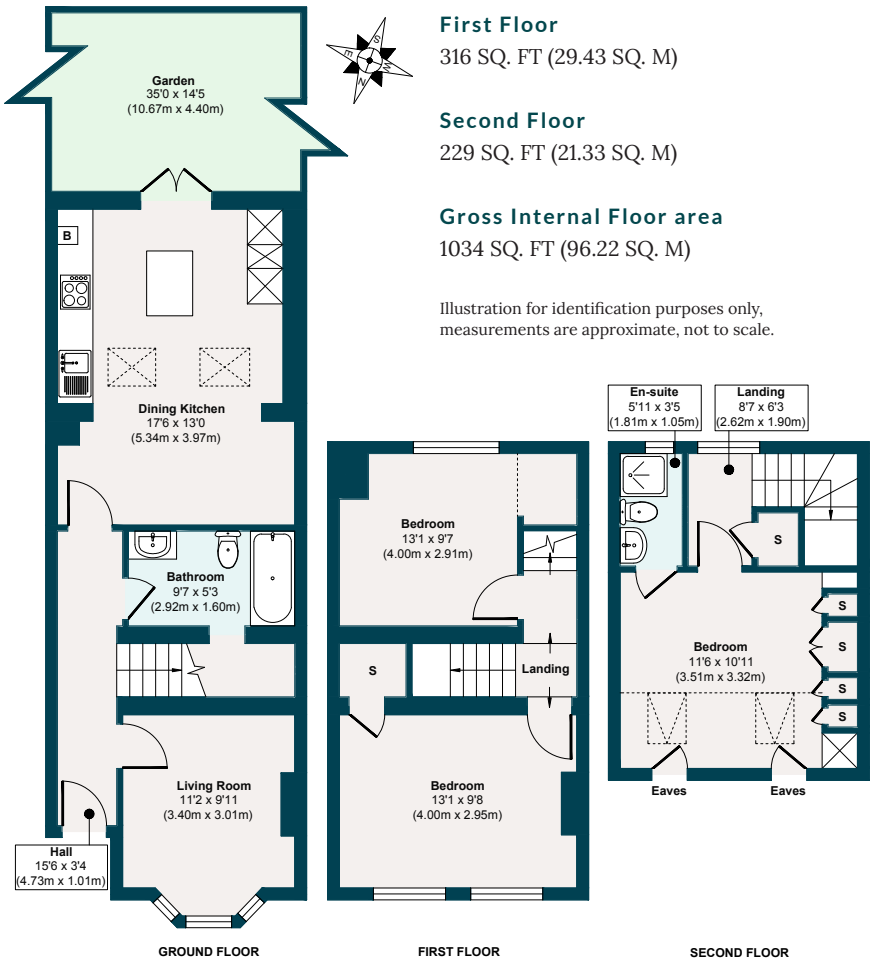 First Floor
316 SQ. FT (29.43 SQ. M)
Second Floor
229 SQ. FT (21.33 SQ. M)
Gross Internal Floor area
1034 SQ. FT (96.22 SQ. M)
Illustration for identification purposes only,
measurements are approximate, not to scale.
S
W
N
E
Garden
35'0 x 14'5
(10.67m x 4.40m)
B
Dining Kitchen
17'6 x 13'0
(5.34m x 3.97m)
Bathroom
9'7 x 5'3
(2.92m x 1.60m)
Living Room
11'2 x 9'11
(3.40m x 3.01m)
Hall
15'6 x 3'4
(4.73m x 1.01m)
GROUND FLOOR
Bedroom
13'1 x 9'7
(4.00m x 2.91m)
S
Landing
Bedroom
13'1 x 9'8
(4.00m x 2.95m)
FIRST FLOOR
En-suite
5'11 x 3'5
(1.81m x 1.05m)
Landing
8'7 x 6'3
(2.62m x 1.90m)
S
Bedroom
11'6 x 10'11
(3.51m x 3.32m)
S
S
S
S
Eaves
Eaves
SECOND FLOOR